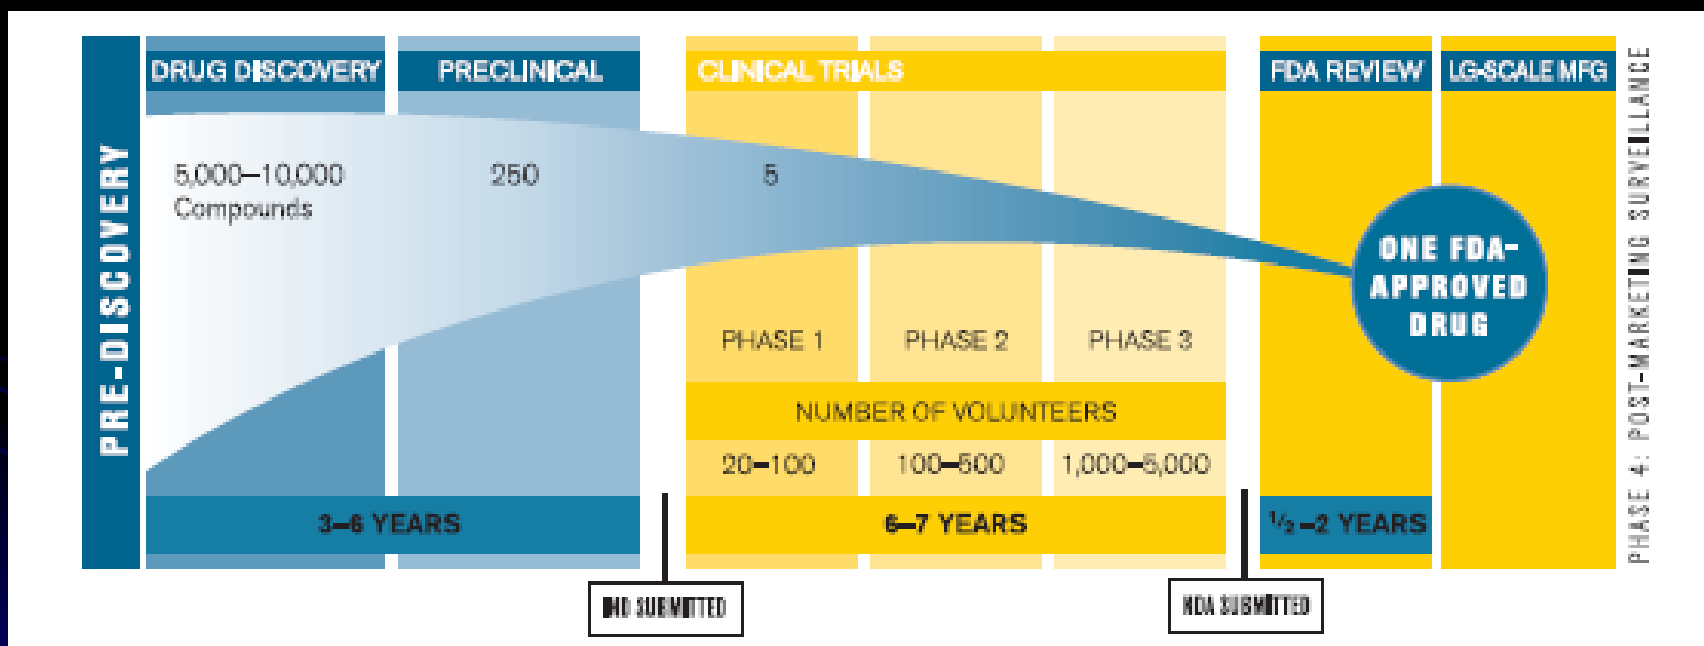 PRE-DISCOVERY
DRUG DISCOVERY
PRECLINICAL
CLINICAL TRIALS
FDA REVIEW
LG-SCALE MFG
5,000–10,000
Compounds
250
5
ONE FDA-
APPROVED
DRUG
PHASE 1
PHASE 2
PHASE 3
NUMBER OF VOLUNTEERS
20–100
100–500
1,000–5,000
3–6 YEARS
6–7 YEARS
1/2–2 YEARS
IND SUBMITTED
NDA SUBMITTED
PHASE 4: POST-MARKETING SURVEILLANCE